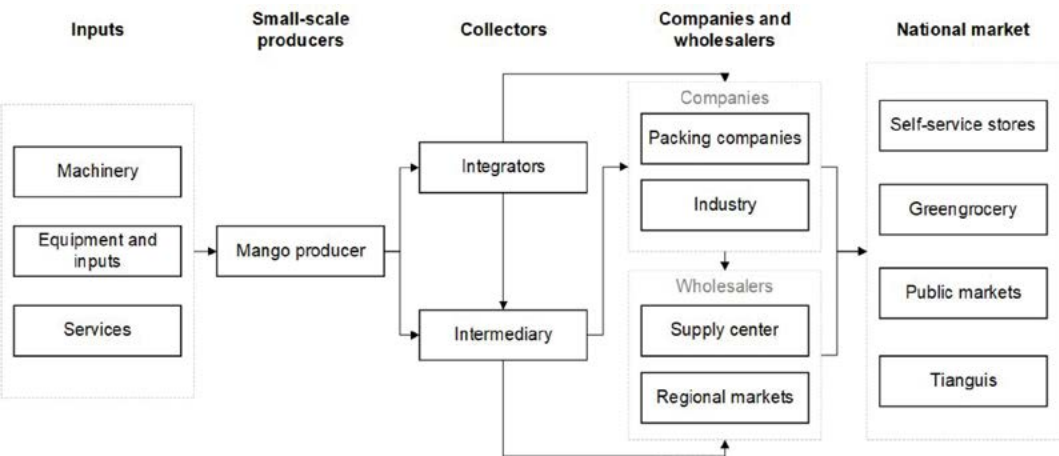 Inputs
Small-scale
producers
Collectors
Companies and
wholesalers
National market
Machinery
Equipment and
inputs
Services
Mango producer
Integrators
Intermediary
Companies
Packing companies
Industry
Wholesalers
Supply center
Regional markets
Self-service stores
Greengrocery
Public markets
Tianguis